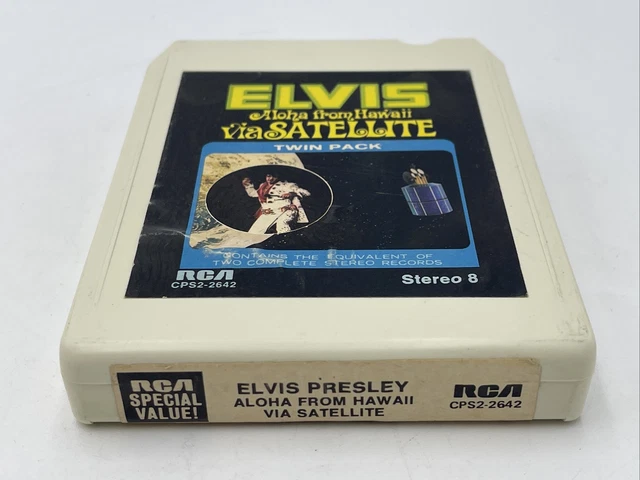 ELVIS
Aloha from Hawaii
via SATELLITE
TWIN PACK
CONTAINS THE EQUIVALENT OF
TWO COMPLETE STEREO RECORDS
RCA
CPS2-2642
Stereo 8
RCA
SPECIAL
VALUE!
ELVIS PRESLEY
ALOHA FROM HAWAII
VIA SATELLITE
RCA
CPS2-2642